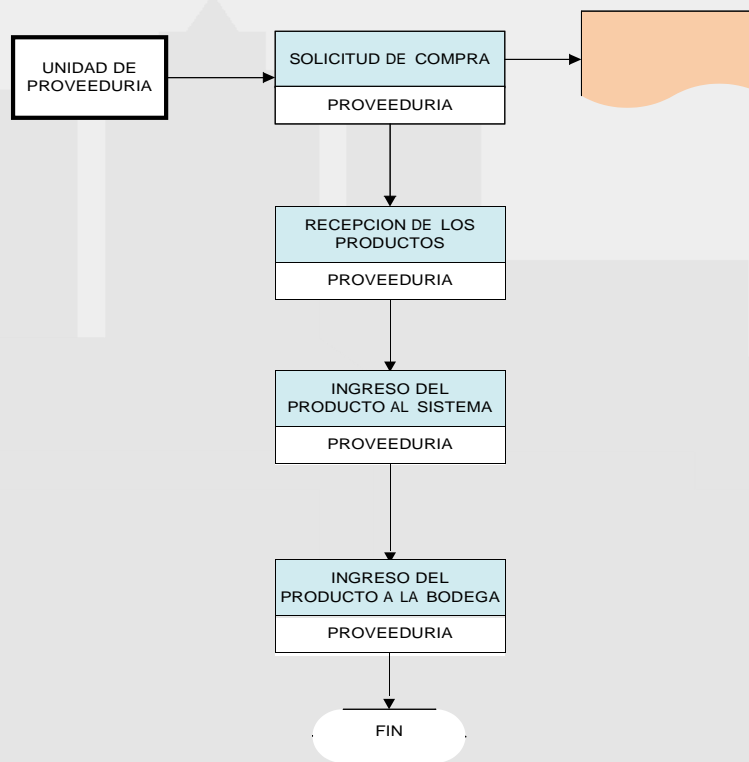 UNIDAD DE
PROVEEDURIA
SOLICITUD DE COMPRA
PROVEEDURIA
RECEPCION DE LOS
PRODUCTOS
PROVEEDURIA
INGRESO DEL
PRODUCTO AL SISTEMA
PROVEEDURIA
INGRESO DEL
PRODUCTO A LA BODEGA
PROVEEDURIA
FIN